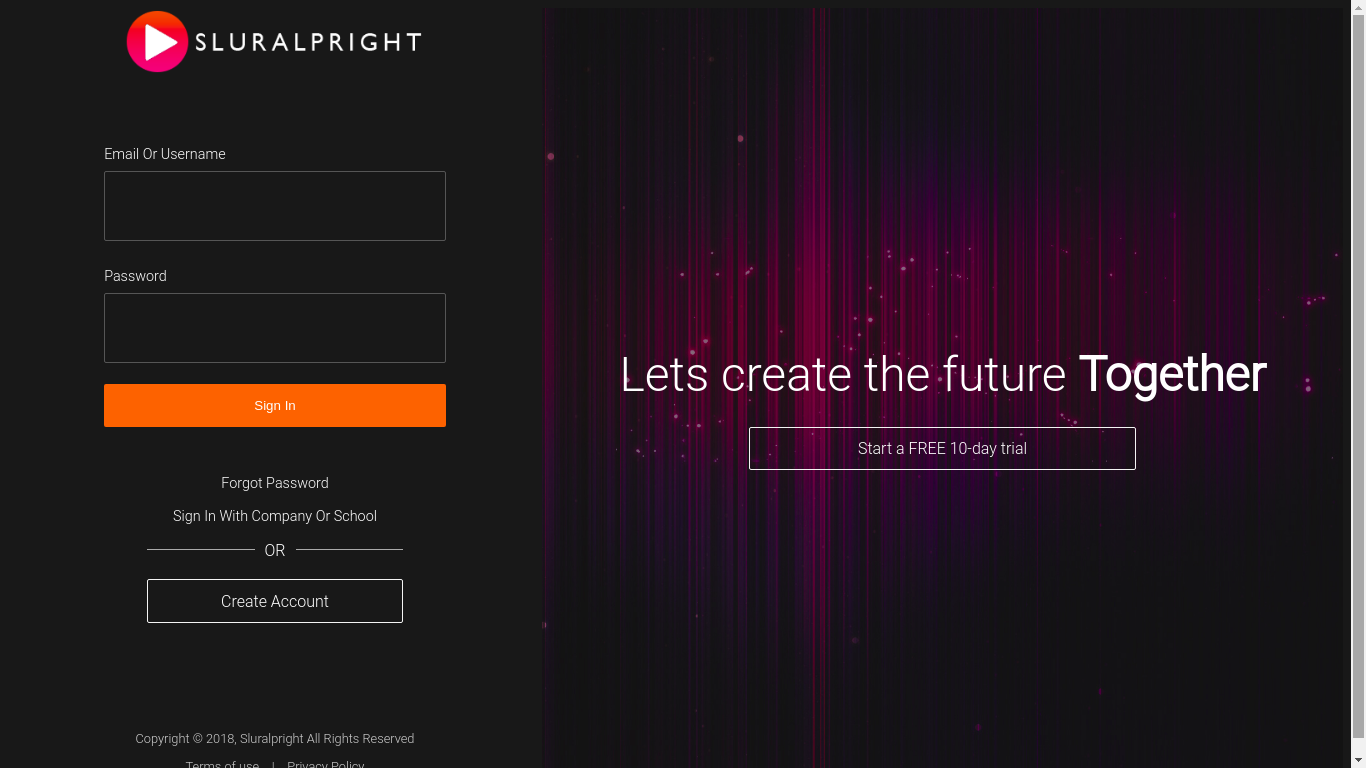 SLURALPRIGHT
Email Or Username
Password
Sign In
Forgot Password
Sign In With Company Or School
OR
Create Account
Copyright © 2018, Sluralpright All Rights Reserved
Terms of use | Privacy Policy
Lets create the future Together
Start a FREE 10-day trial